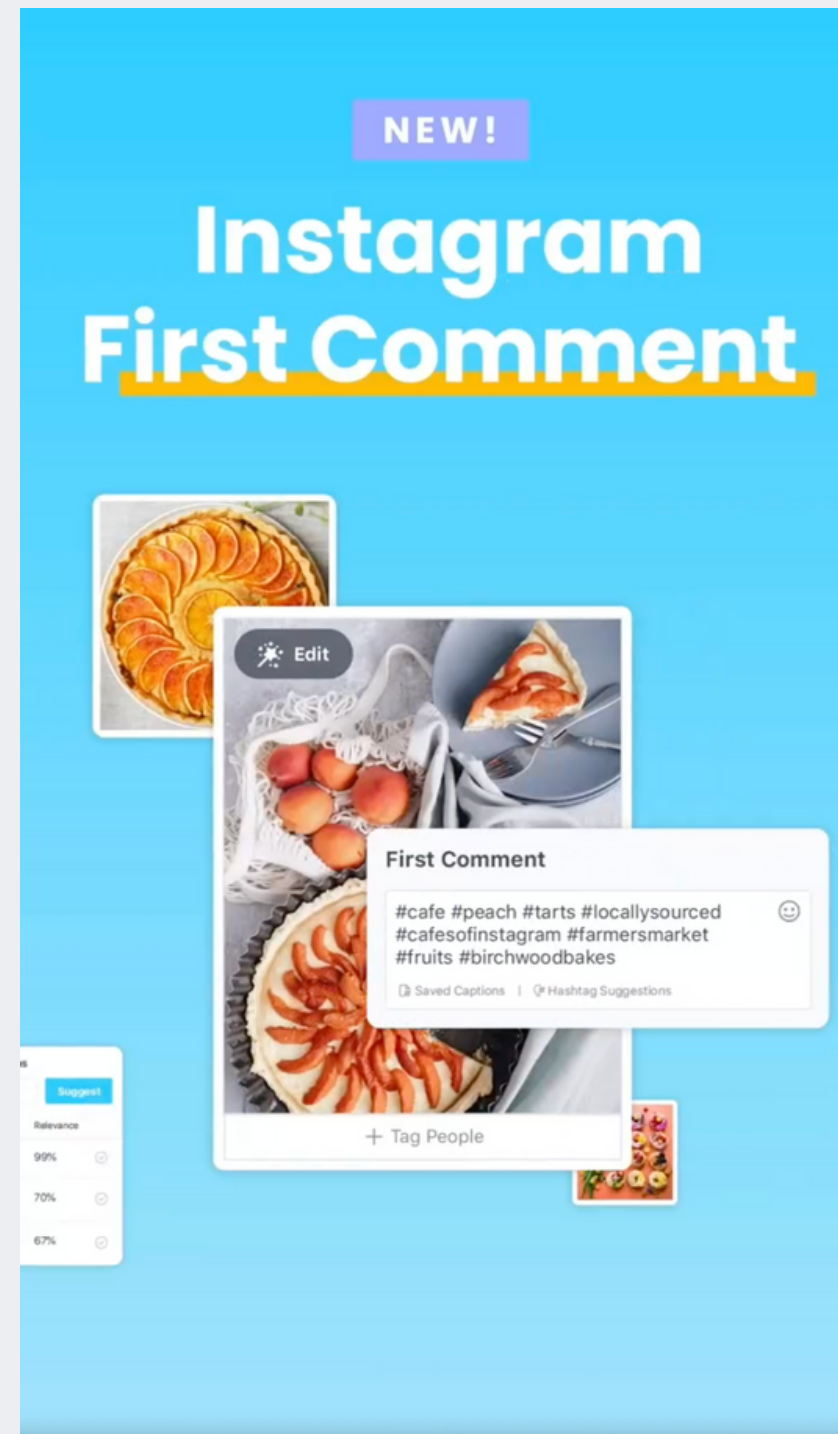 NEW!
Instagram
First Comment
Edit
First Comment
#cafe #peach #tarts #locallysourced
#cafesofinstagram #farmersmarket
#fruits #birchwoodbakes
Saved Captions | Hashtag Suggestions
Suggest
Relevance
99%
70%
67%
+ Tag People